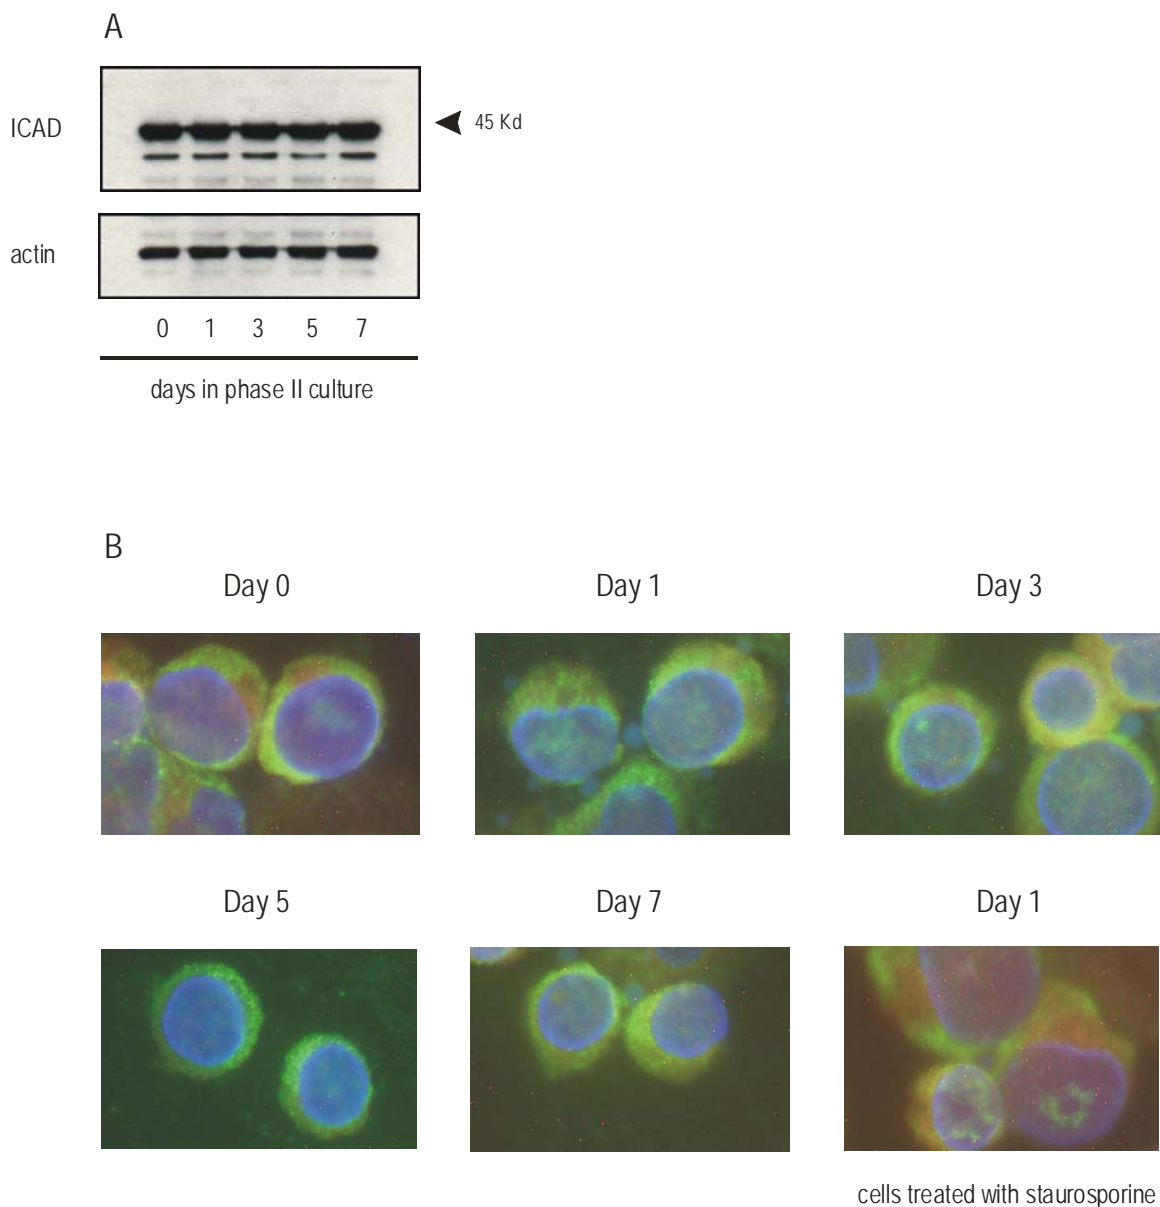 A
ICAD
45 Kd
actin
0 1 3 5 7
days in phase II culture
B
Day 0 Day 1 Day 3
Day 5 Day 7 Day 1
cells treated with staurosporine